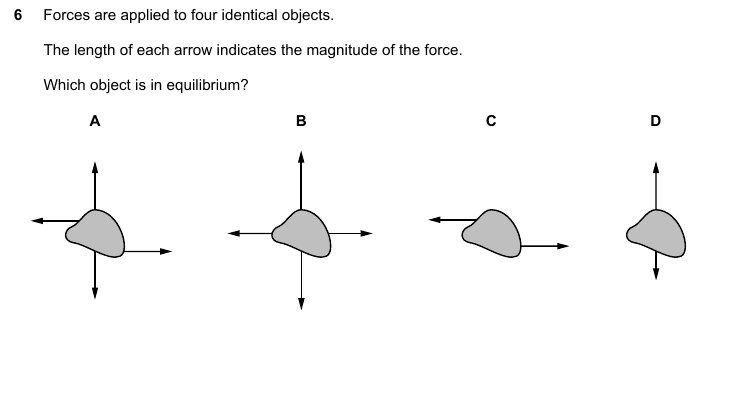 6 Forces are applied to four identical objects.
The length of each arrow indicates the magnitude of the force.
Which object is in equilibrium?
A B C D